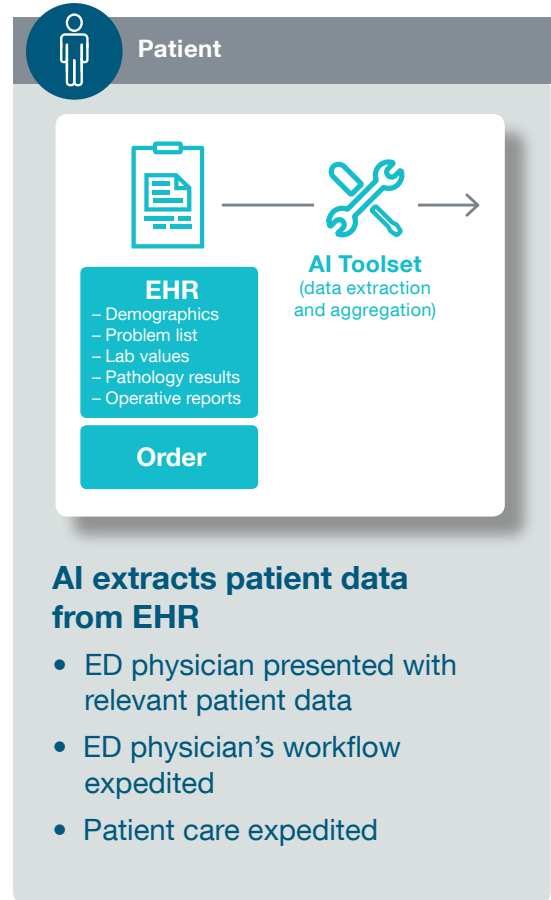 Patient
EHR
– Demographics
– Problem list
– Lab values
– Pathology results
– Operative reports
Order
AI Toolset
(data extraction
and aggregation)
AI extracts patient data
from EHR
• ED physician presented with
relevant patient data
• ED physician’s workflow
expedited
• Patient care expedited